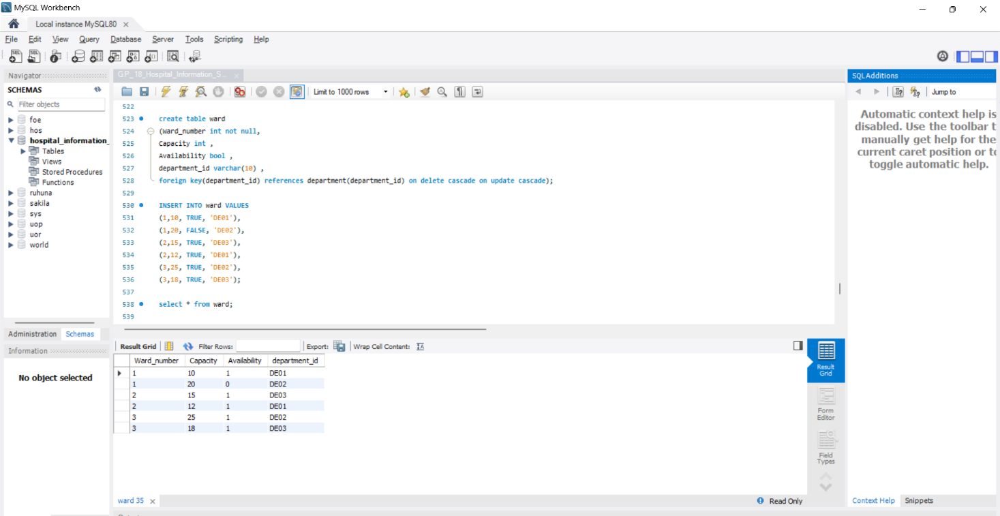 MySQL Workbench
Local instance MySQL80
File Edit View Query Database Server Tools Scripting Help
Navigator
GP_18_Hospital_Information_S...
SQLAdditions
SCHEMAS
Limit to 1000 rows
Jump to
Filter objects
foe
hos
hospital_information_
Tables
Views
Stored Procedures
Functions
ruhuna
sakila
sys
uop
uor
world
522
523 create table ward
524 (Ward_number int not null,
525 Capacity int ,
526 Availability bool ,
527 department_id varchar(10) ,
528 foreign key(department_id) references department(department_id) on delete cascade on update cascade);
529
530 INSERT INTO ward VALUES
531 (1,10, TRUE, 'DE01'),
532 (1,20, FALSE, 'DE02'),
533 (2,15, TRUE, 'DE03'),
534 (2,12, TRUE, 'DE01'),
535 (3,25, TRUE, 'DE02'),
536 (3,18, TRUE, 'DE03');
537
538 select * from ward;
539
Automatic context help is
disabled. Use the toolbar t
manually get help for the
current caret position or to
toggle automatic help.
Administration Schemas
Information
No object selected
Result Grid Filter Rows: Export: Wrap Cell Content:
Ward_number Capacity Availability department_id
1 10 1 DE01
1 20 0 DE02
2 15 1 DE03
2 12 1 DE01
3 25 1 DE02
3 18 1 DE03
Result
Grid
Form
Editor
Field
Types
ward 35
Read Only
Context Help Snippets